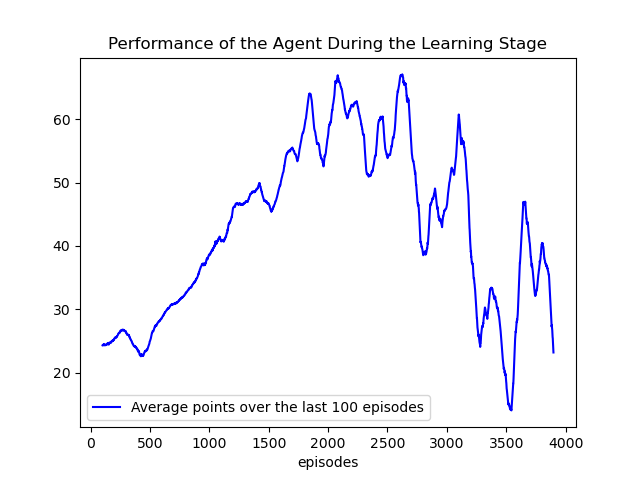 Performance of the Agent During the Learning Stage
60
50
40
30
20
Average points over the last 100 episodes
0 500 1000 1500 2000 2500 3000 3500 4000
episodes